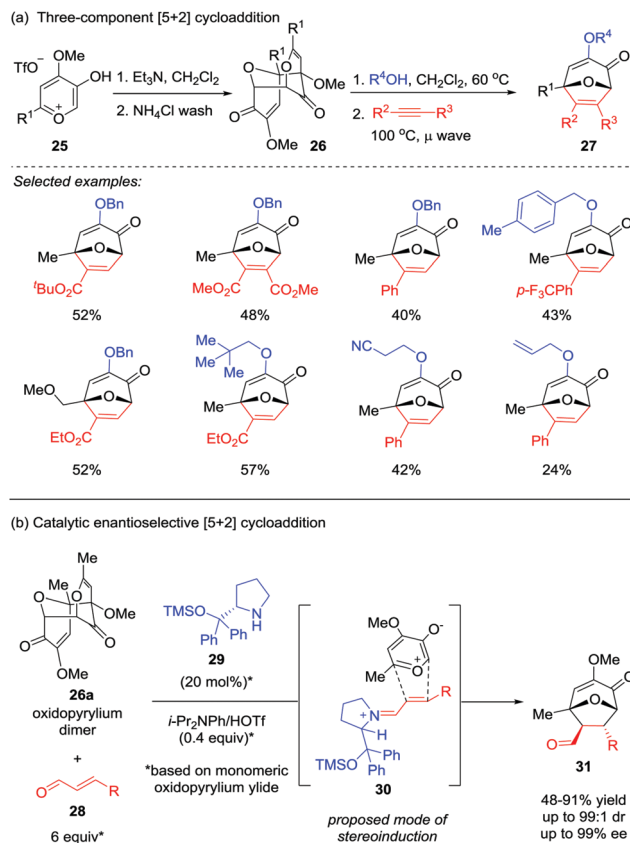 (a) Three-component [5+2] cycloaddition
TfO⁻ OMe OH R¹ O⁺
25
1. Et₃N, CH₂Cl₂
2. NH₄Cl wash
R¹ O R¹ O OMe O O OMe
26
1. R⁴OH, CH₂Cl₂, 60 °C
2. R² R³
100 °C, μ wave
OR⁴ O O R¹ R² R³
27
Selected examples:
OBn O O Me ᵗBuO₂C
52%
OBn O O Me MeO₂C CO₂Me
48%
OBn O O Me Ph
40%
Me O O O Me p-F₃CPh
43%
OBn O O MeO EtO₂C
52%
Me Me Me O O O Me EtO₂C
57%
NC O O O Me Ph
42%
O O O Me Ph
24%
(b) Catalytic enantioselective [5+2] cycloaddition
Me Me O O OMe O O OMe
26a
oxidopyrylium
dimer
+
O R
28
6 equiv*
TMSO N H Ph Ph
29
(20 mol%)*
i-Pr₂NPh/HOTf
(0.4 equiv)*
*based on monomeric
oxidopyrylium ylide
MeO O⁻ Me O⁺ R N⁺ H Ph TMSO Ph
30
proposed mode of
stereoinduction
OMe O O Me O R
31
48-91% yield
up to 99:1 dr
up to 99% ee